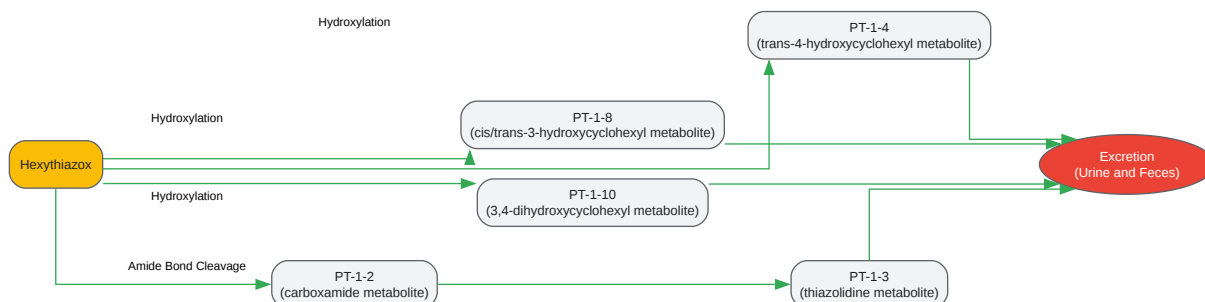 Hydroxylation
PT-1-4
(trans-4-hydroxycyclohexyl metabolite)
Hydroxylation
PT-1-8
(cis/trans-3-hydroxycyclohexyl metabolite)
Hexythiazox
Excretion
(Urine and Feces)
Hydroxylation
PT-1-10
(3,4-dihydroxycyclohexyl metabolite)
Amide Bond Cleavage
PT-1-2
(carboxamide metabolite)
PT-1-3
(thiazolidine metabolite)